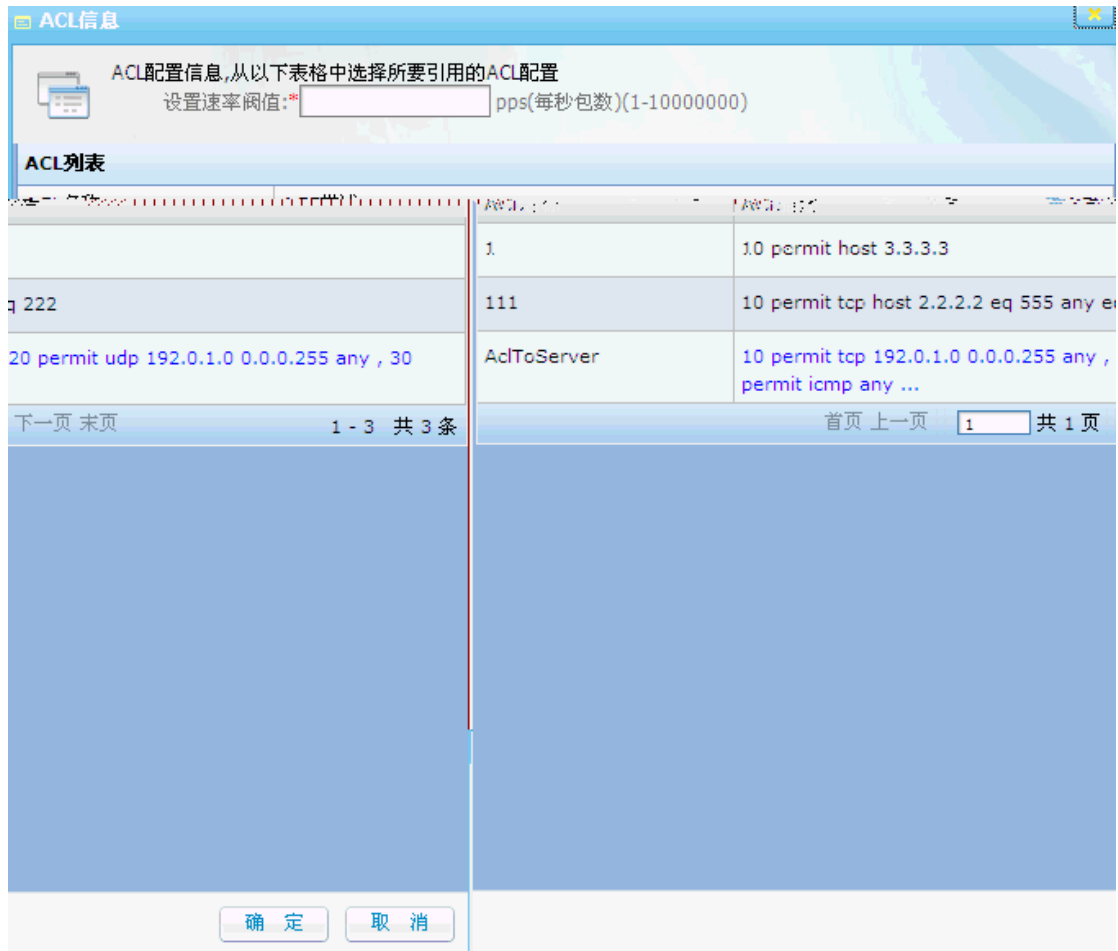 ACL信息
ACL配置信息,从以下表格中选择所要引用的ACL配置
设置速率阀值:* pps(每秒包数)(1-10000000)
ACL列表
1 10 permit host 3.3.3.3
q 222 111 10 permit tcp host 2.2.2.2 eq 555 any e
20 permit udp 192.0.1.0 0.0.0.255 any , 30 AclToServer 10 permit tcp 192.0.1.0 0.0.0.255 any ,
permit icmp any ...
下一页 末页 1 - 3 共 3 条 首页 上一页 1 共 1 页
确 定 取 消